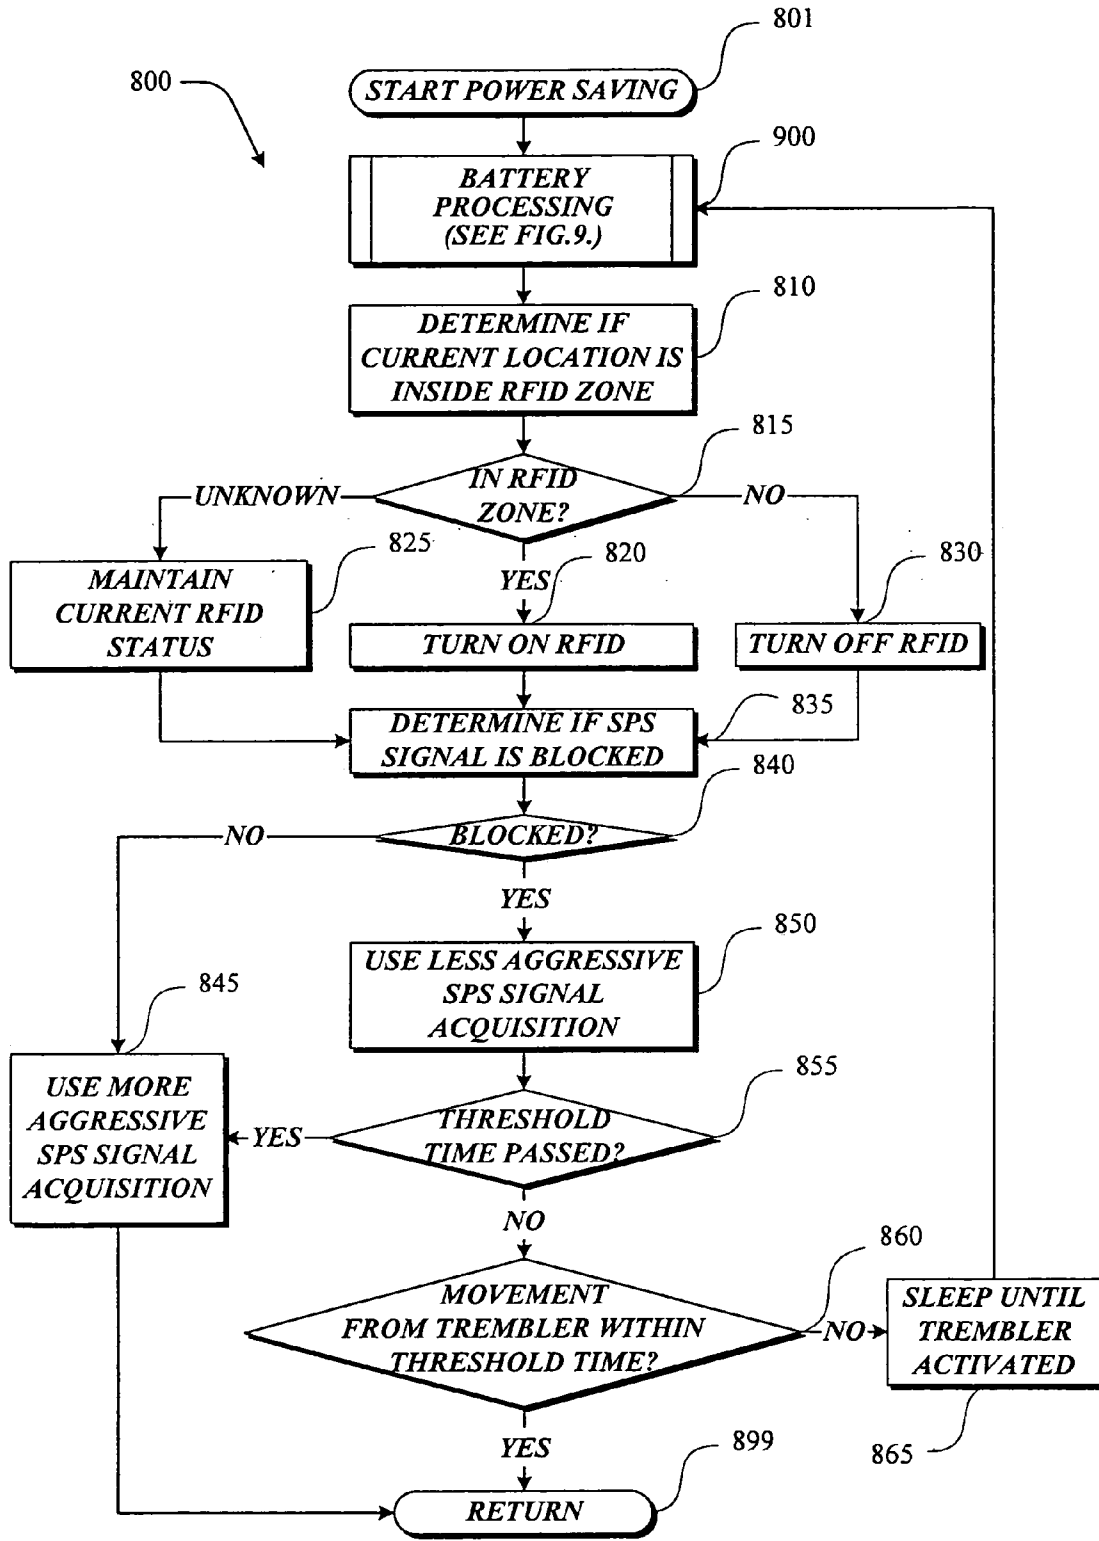 801
800
START POWER SAVING
900
BATTERY
PROCESSING
(SEE FIG.9.)
810
DETERMINE IF
CURRENT LOCATION IS
INSIDE RFID ZONE
815
IN RFID
ZONE?
UNKNOWN
NO
825
820
830
YES
MAINTAIN
CURRENT RFID
STATUS
TURN ON RFID
TURN OFF RFID
835
DETERMINE IF SPS
SIGNAL IS BLOCKED
840
BLOCKED?
NO
YES
850
USE LESS AGGRESSIVE
SPS SIGNAL
ACQUISITION
845
855
USE MORE
AGGRESSIVE
SPS SIGNAL
ACQUISITION
YES
THRESHOLD
TIME PASSED?
NO
860
MOVEMENT
FROM TREMBLER WITHIN
THRESHOLD TIME?
NO
SLEEP UNTIL
TREMBLER
ACTIVATED
865
YES
899
RETURN